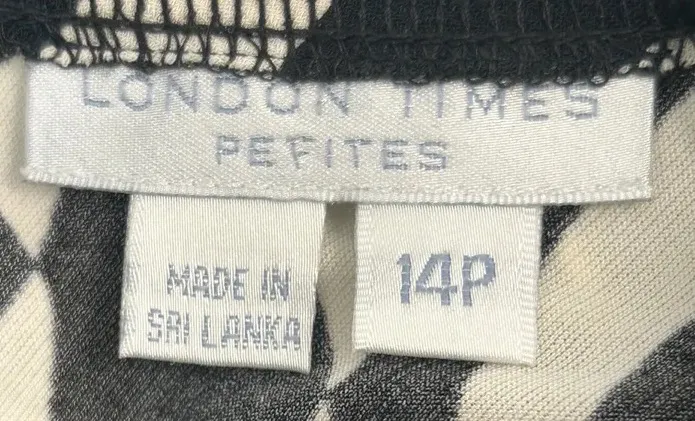 LONDON TIMES
PETITES
MADE IN
SRI LANKA
14P